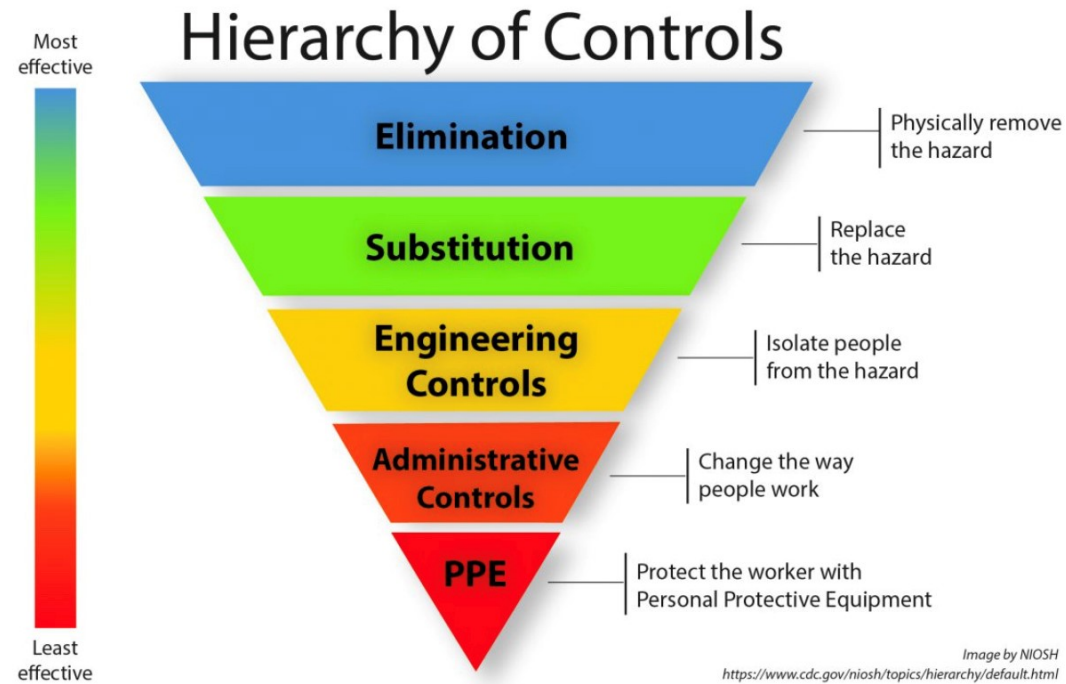 Hierarchy of Controls
Most
effective
Elimination
Physically remove
the hazard
Substitution
Replace
the hazard
Engineering
Controls
Isolate people
from the hazard
Administrative
Controls
Change the way
people work
PPE
Protect the worker with
Personal Protective Equipment
Least
effective
Image by NIOSH
https://www.cdc.gov/niosh/topics/hierarchy/default.html